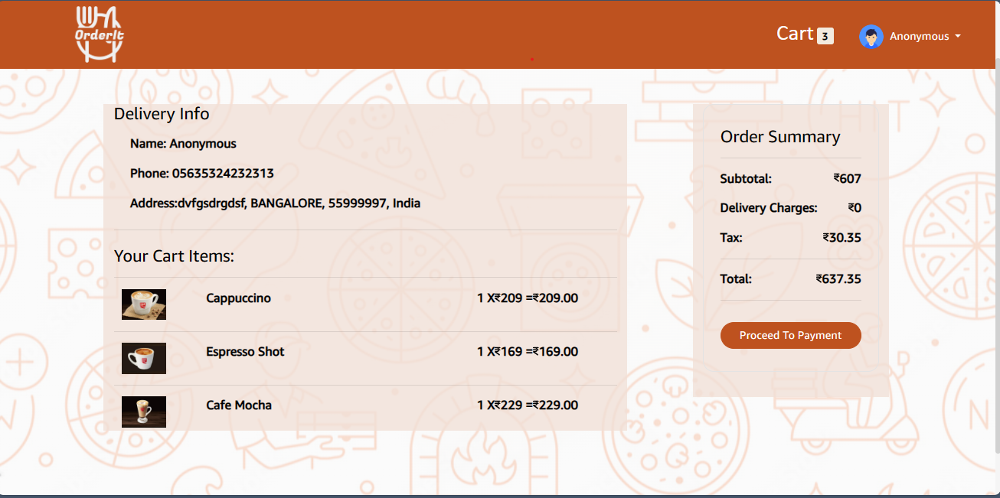 OrderIt
Cart 3
Anonymous
Delivery Info
Name: Anonymous
Phone: 05635324232313
Address:dvfgsdrgdsf, BANGALORE, 55999997, India
Your Cart Items:
Cappuccino 1 X₹209 =₹209.00
Espresso Shot 1 X₹169 =₹169.00
Cafe Mocha 1 X₹229 =₹229.00
Order Summary
Subtotal: ₹607
Delivery Charges: ₹0
Tax: ₹30.35
Total: ₹637.35
Proceed To Payment